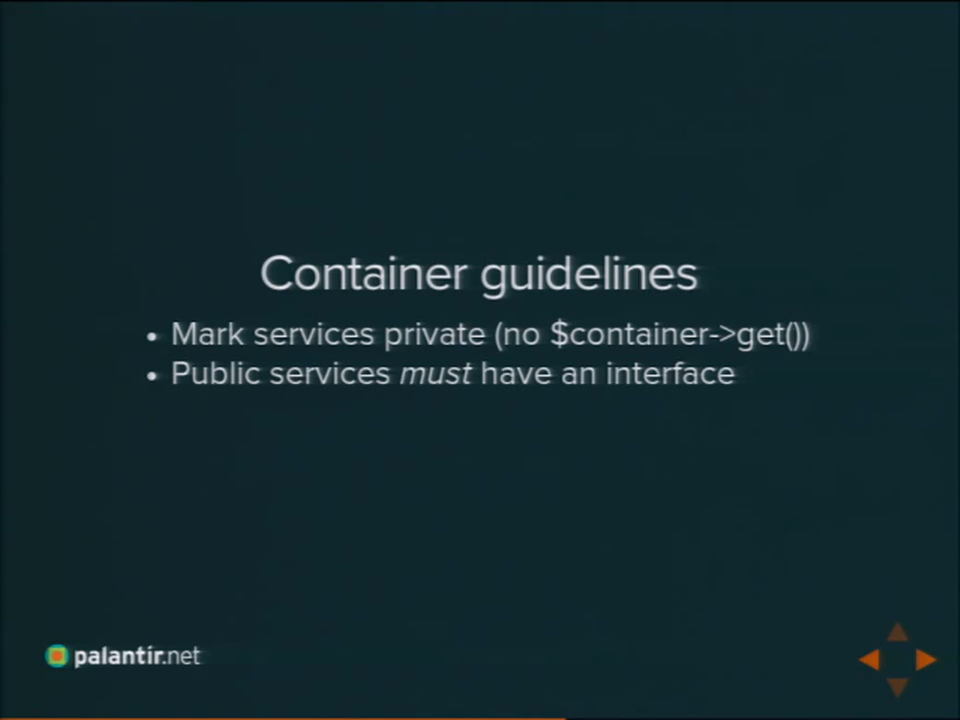 Container guidelines
• Mark services private (no $container->get())
• Public services must have an interface
palantir.net